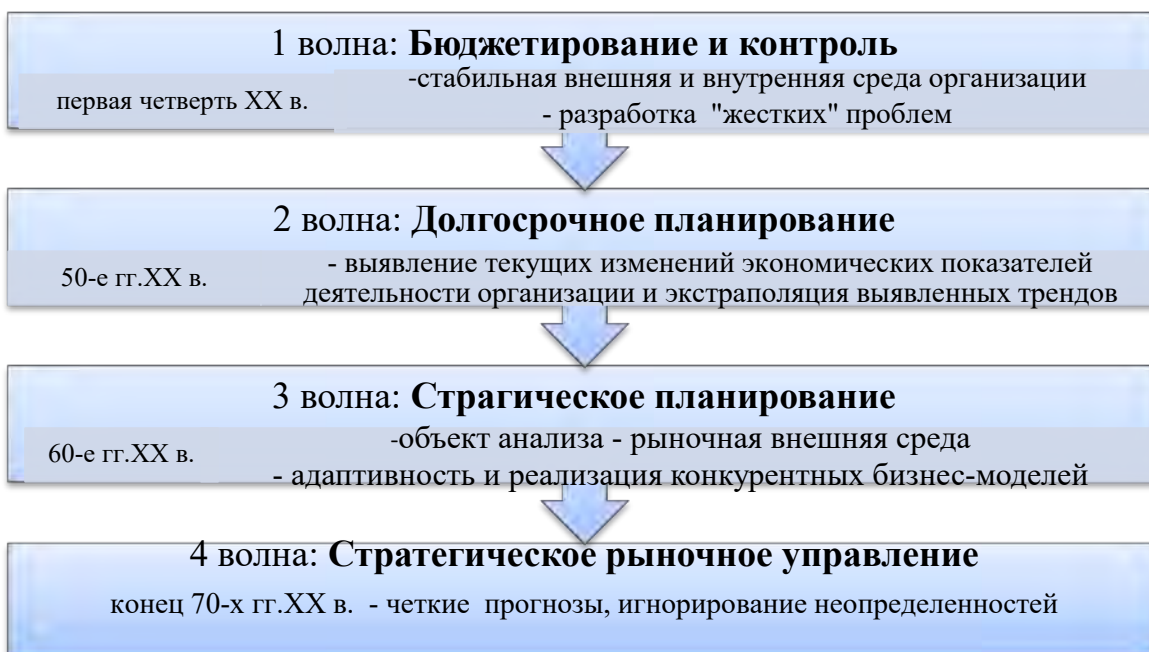 1 волна: Бюджетирование и контроль
первая четверть XX в.
-стабильная внешняя и внутренняя среда организации
- разработка "жестких" проблем
2 волна: Долгосрочное планирование
50-е гг.XX в.
- выявление текущих изменений экономических показателей
деятельности организации и экстраполяция выявленных трендов
3 волна: Страгическое планирование
60-е гг.XX в.
-объект анализа - рыночная внешняя среда
- адаптивность и реализация конкурентных бизнес-моделей
4 волна: Стратегическое рыночное управление
конец 70-х гг.XX в. - четкие прогнозы, игнорирование неопределенностей